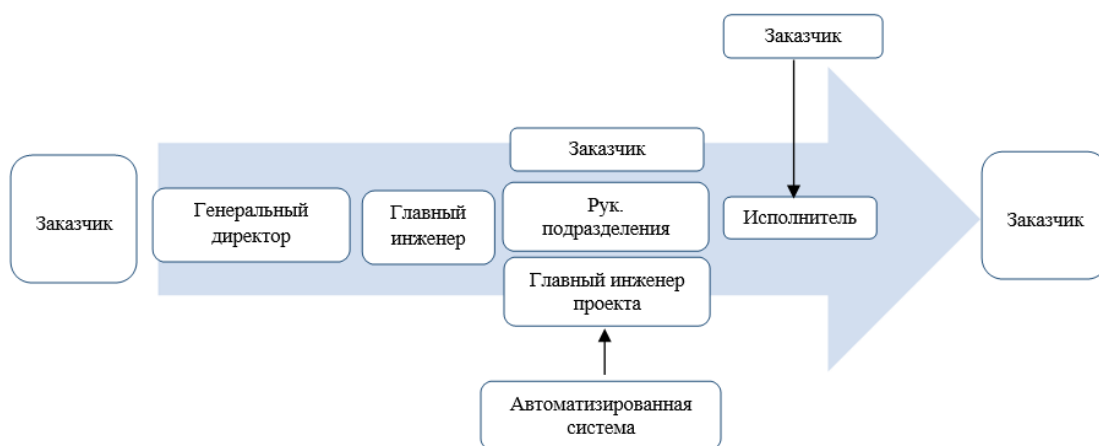 Заказчик
Заказчик
Заказчик
Генеральный
директор
Главный
инженер
Рук.
подразделения
Исполнитель
Заказчик
Главный инженер
проекта
Автоматизированная
система